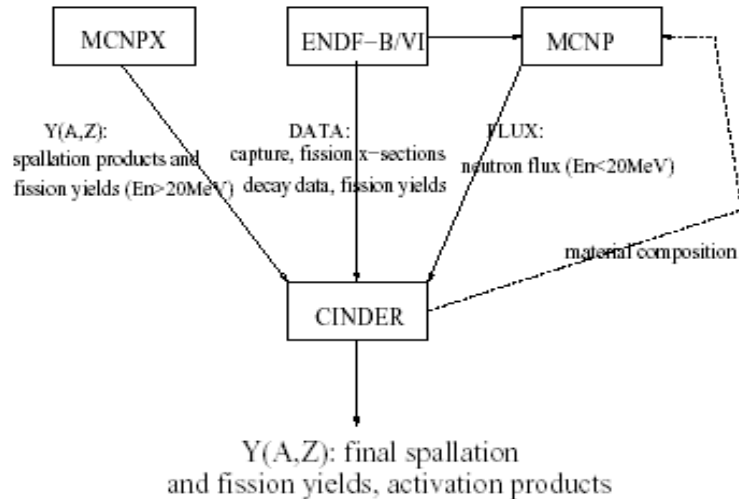 MCNPX
ENDF−B/VI
MCNP
Y(A,Z):
spallation products and
fission yields (En>20MeV)
DATA:
capture, fission x−sections
decay data, fission yields
FLUX:
neutron flux (En<20MeV)
material composition
CINDER
Y(A,Z): final spallation
and fission yields, activation products